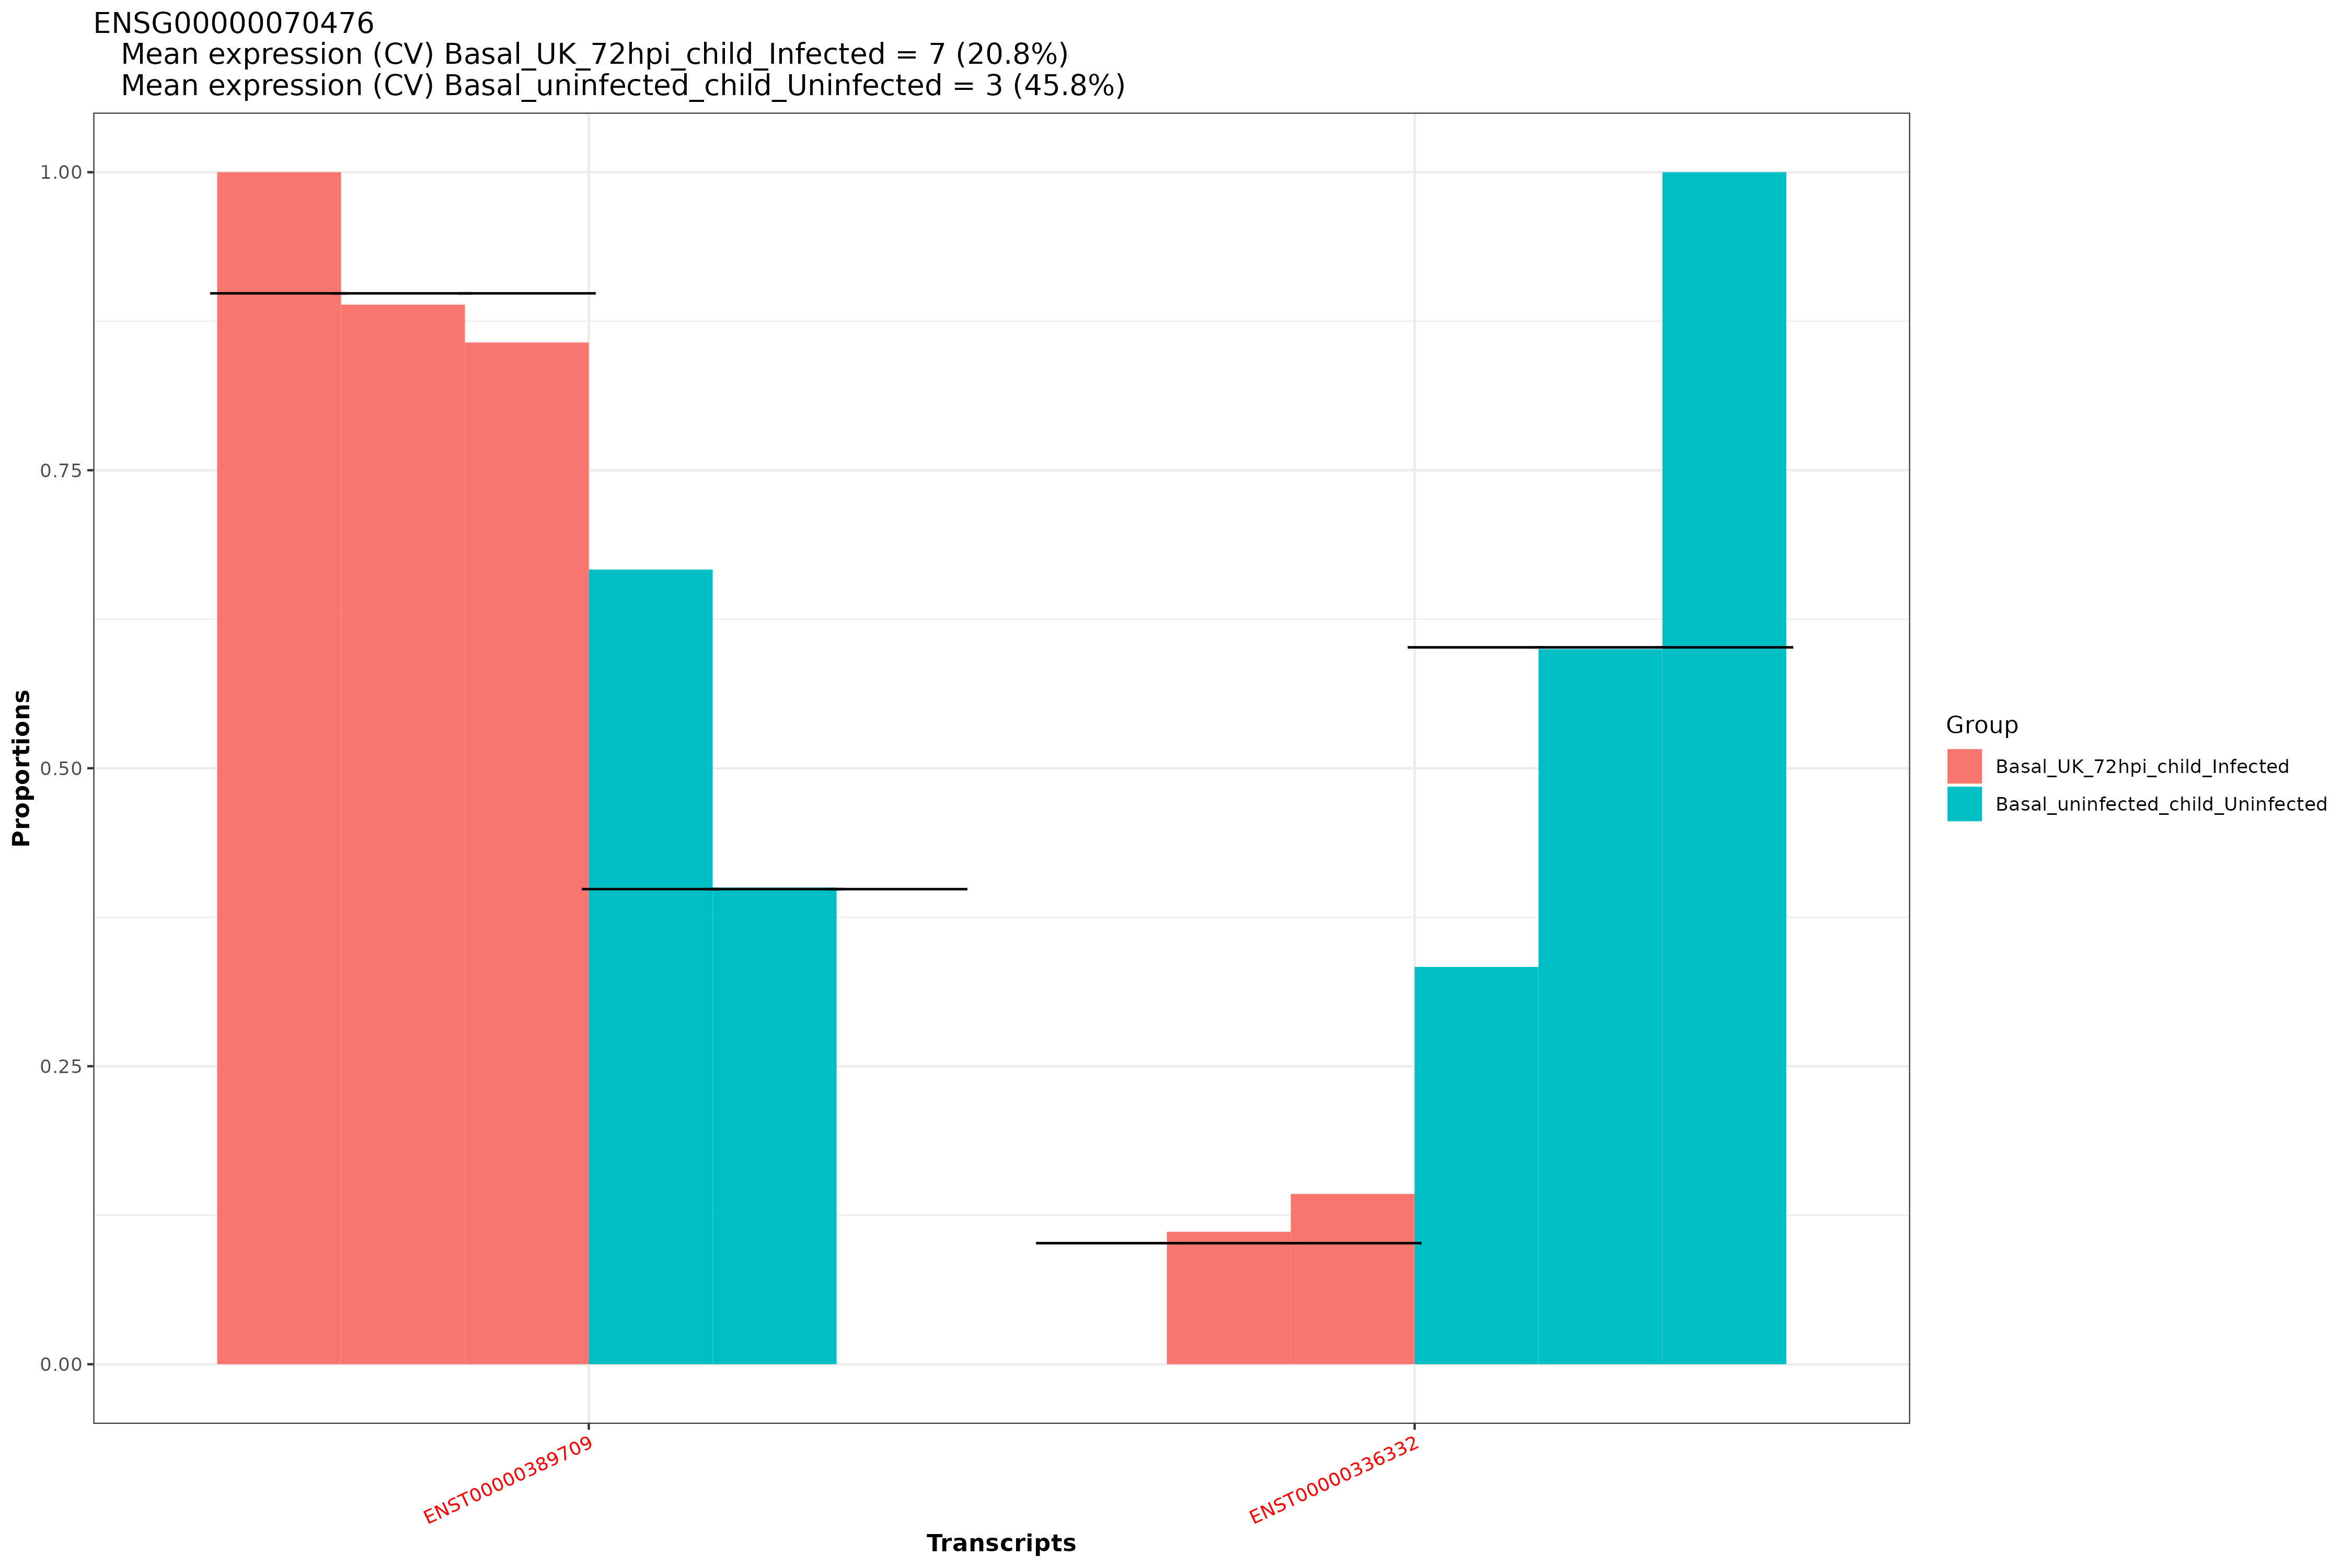 ENSG00000070476
Mean expression (CV) Basal_UK_72hpi_child_Infected = 7 (20.8%)
Mean expression (CV) Basal_uninfected_child_Uninfected = 3 (45.8%)
1.00
0.75
0.50
0.25
0.00
Proportions
ENST00000389709
ENST00000336332
Transcripts
Group
Basal_UK_72hpi_child_Infected
Basal_uninfected_child_Uninfected